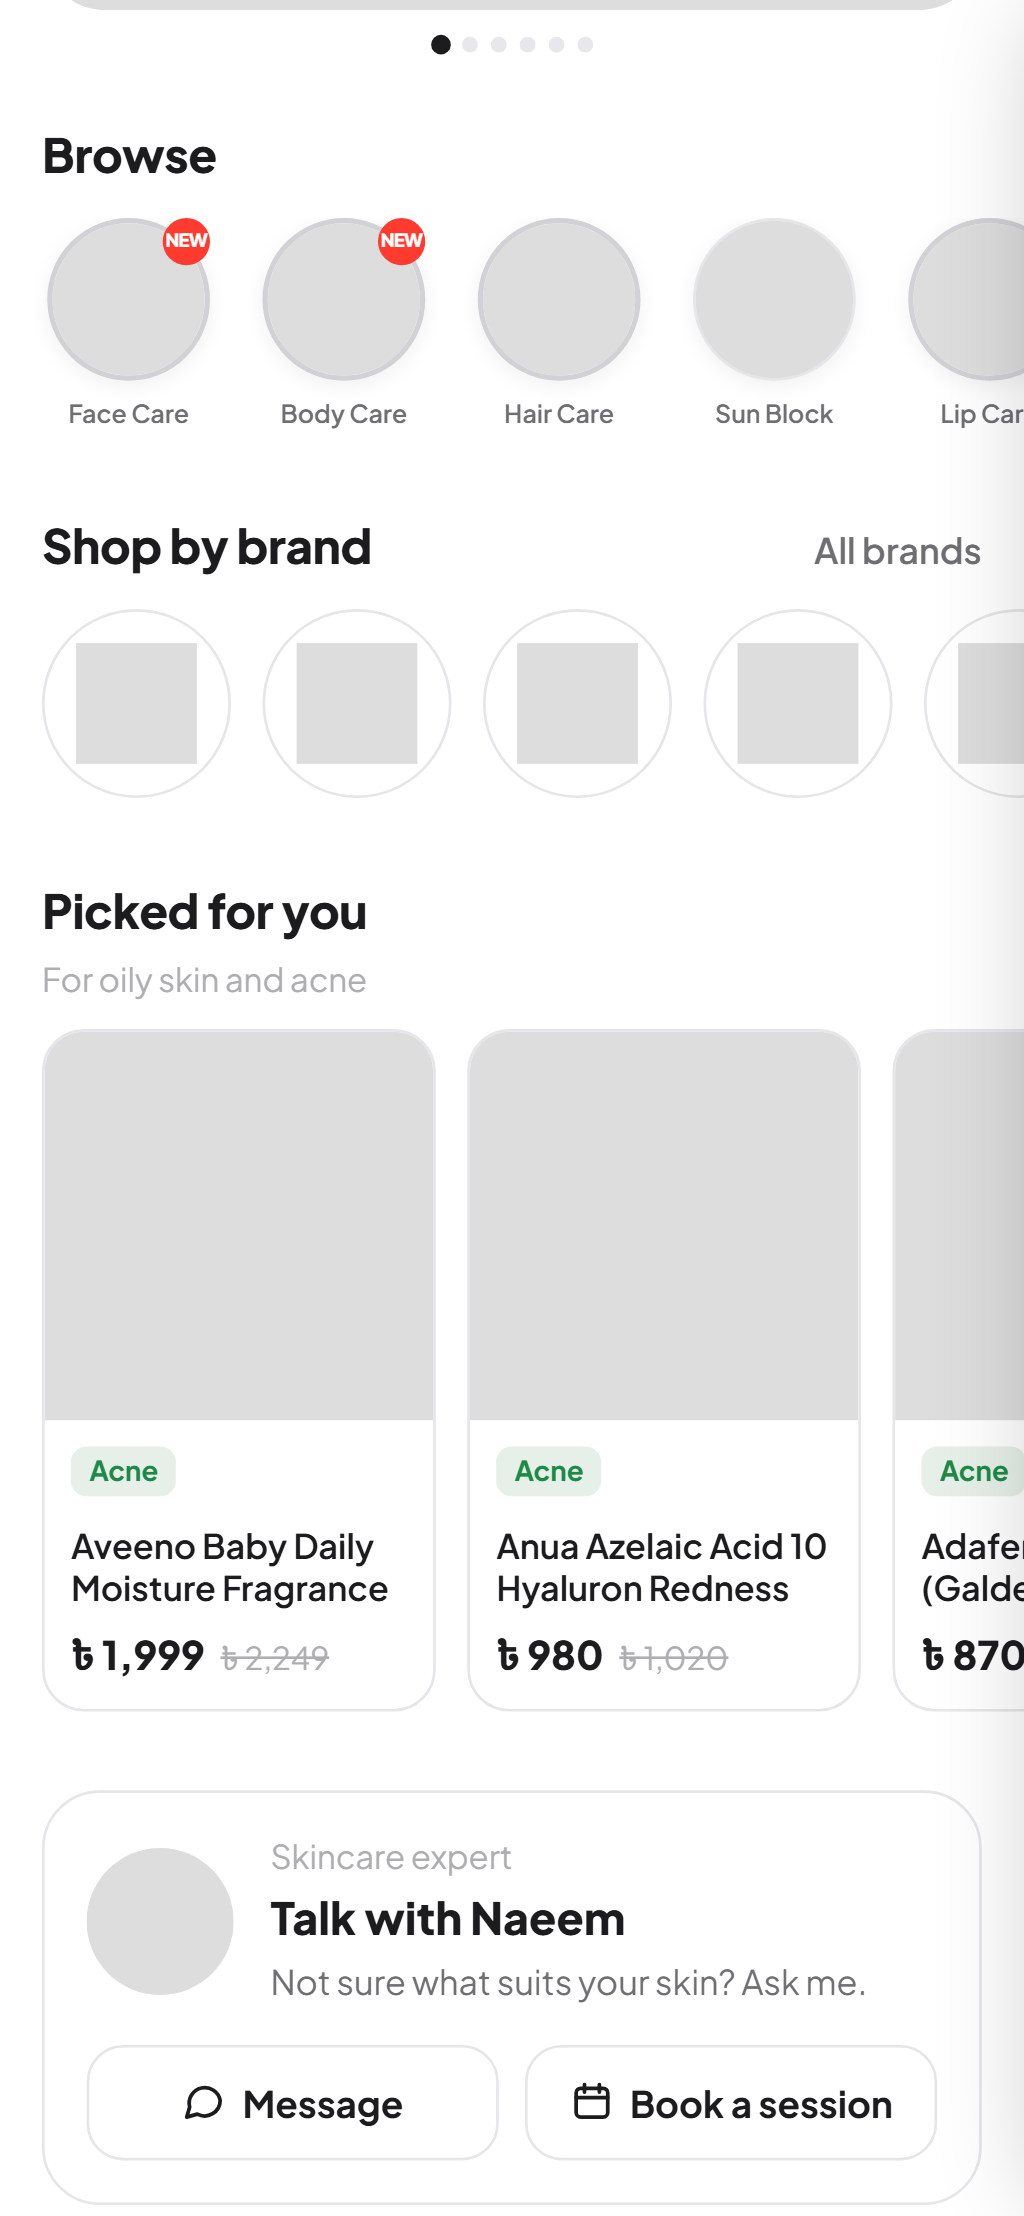 Browse
NEW
NEW
Face Care
Body Care
Hair Care
Sun Block
Lip Car
Shop by brand
All brands
Picked for you
For oily skin and acne
Acne
Aveeno Baby Daily
Moisture Fragrance
৳ 1,999 ৳ 2,249
Acne
Anua Azelaic Acid 10
Hyaluron Redness
৳ 980 ৳ 1,020
Acne
Adafe
(Galde
৳ 870
Skincare expert
Talk with Naeem
Not sure what suits your skin? Ask me.
Message
Book a session